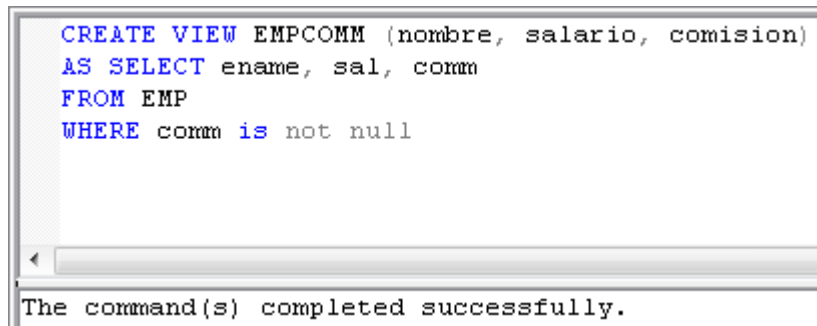 CREATE VIEW EMPCOMM (nombre, salario, comision)
AS SELECT ename, sal, comm
FROM EMP
WHERE comm is not null
The command(s) completed successfully.